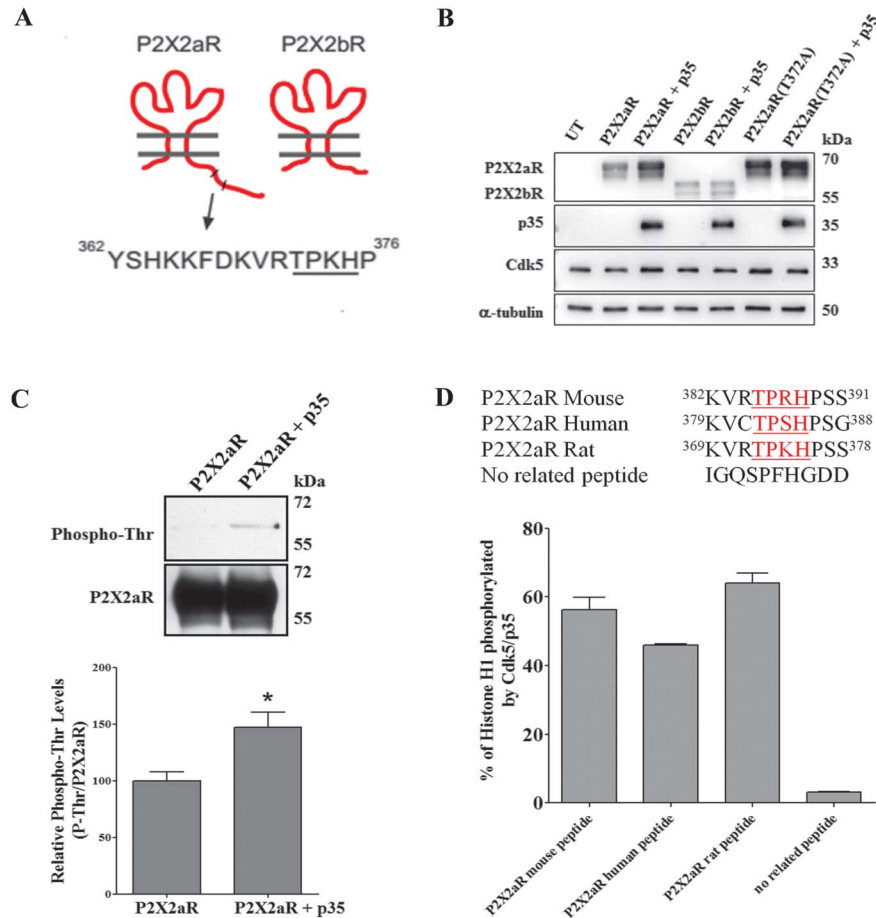 A
P2X2aR P2X2bR
362YSHKKFDKVRTPKHP376
B
UT P2X2aR P2X2aR + p35 P2X2bR P2X2bR + p35 P2X2aR(T372A) P2X2aR(T372A) + p35
kDa
P2X2aR 70
P2X2bR 55
p35 35
Cdk5 33
α-tubulin 50
C
P2X2aR P2X2aR + p35
kDa
72
Phospho-Thr
55
72
P2X2aR
55
Relative Phospho-Thr Levels
(P-Thr/P2X2aR)
200
150
100
50
0
*
P2X2aR P2X2aR + p35
D
P2X2aR Mouse 382KVRTPRHPSS391
P2X2aR Human 379KVCTPSHPSG388
P2X2aR Rat 369KVRTPKHPSS378
No related peptide IGQSPFHGDD
% of Histone H1 phosphorylated
by Cdk5/p35
80
60
40
20
0
P2X2aR mouse peptide
P2X2aR human peptide
P2X2aR rat peptide
no related peptide